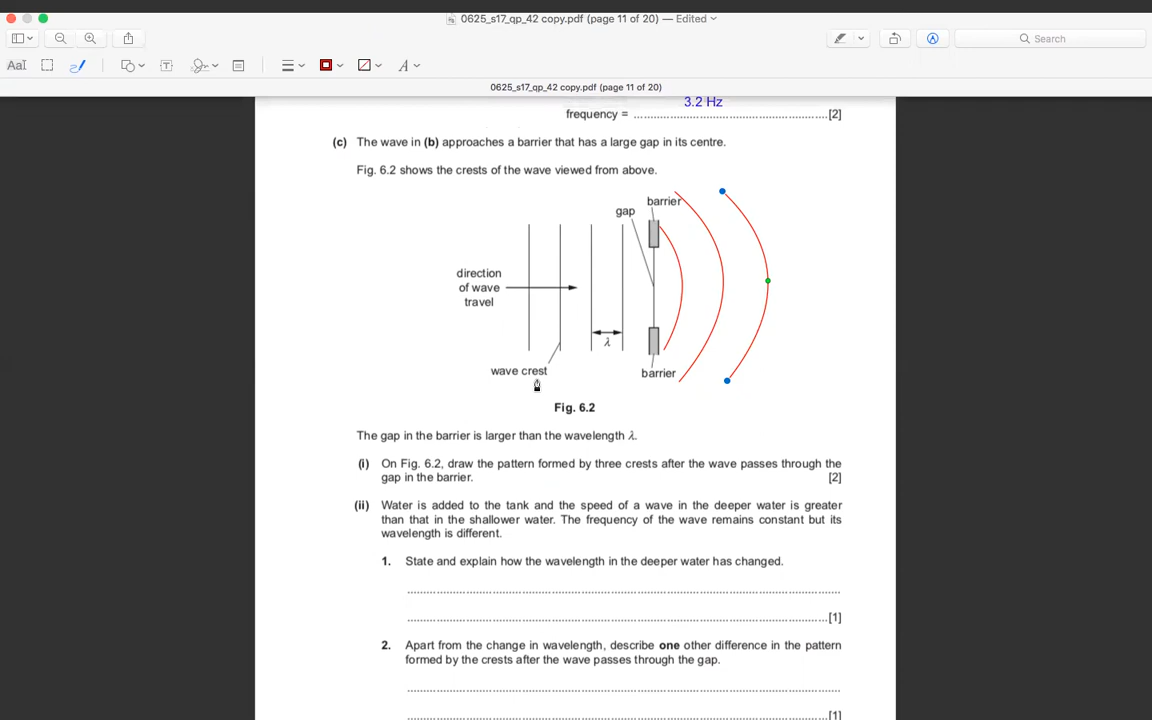 0625_s17_qp_42 copy.pdf (page 11 of 20) — Edited
Search
AaI
T
A
0625_s17_qp_42 copy.pdf (page 11 of 20)
3.2 Hz
frequency = ........................................................[2]
(c) The wave in (b) approaches a barrier that has a large gap in its centre.
Fig. 6.2 shows the crests of the wave viewed from above.
barrier
gap
direction
of wave
travel
λ
wave crest
barrier
Fig. 6.2
The gap in the barrier is larger than the wavelength λ.
(i) On Fig. 6.2, draw the pattern formed by three crests after the wave passes through the
gap in the barrier. [2]
(ii) Water is added to the tank and the speed of a wave in the deeper water is greater
than that in the shallower water. The frequency of the wave remains constant but its
wavelength is different.
1. State and explain how the wavelength in the deeper water has changed.
........................................................
........................................................[1]
2. Apart from the change in wavelength, describe one other difference in the pattern
formed by the crests after the wave passes through the gap.
........................................................
........................................................[1]